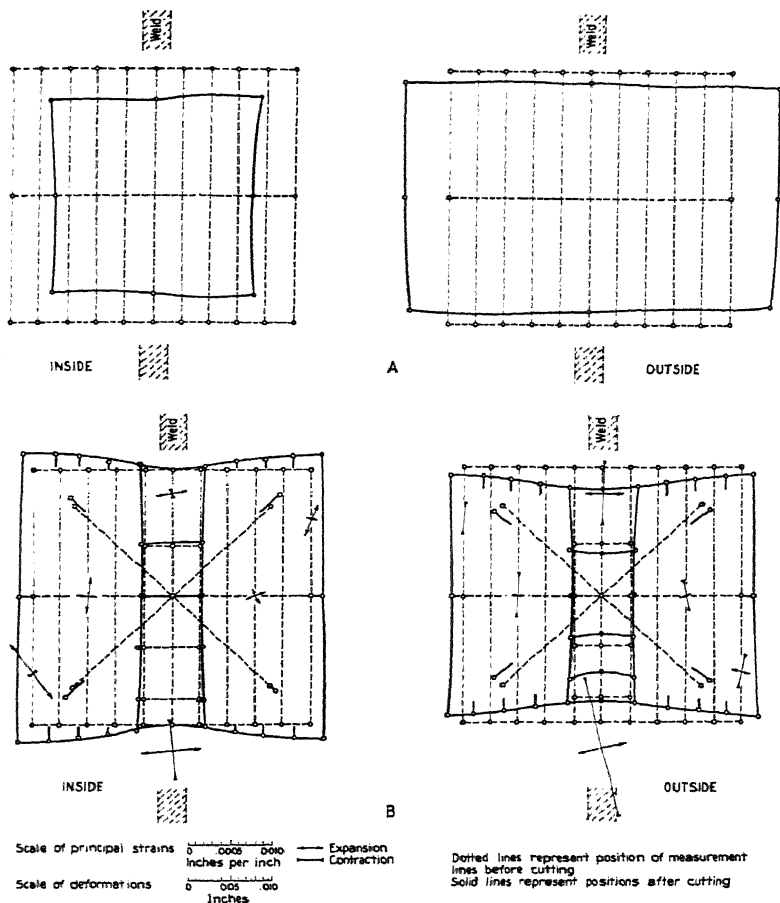 Weld
Weld
INSIDE
A
OUTSIDE
Weld
Weld
INSIDE
B
OUTSIDE
Scale of principal strains
0 .0005 .0010
Inches per inch
Expansion
Contraction
Scale of deformations
0 .005 .010
Inches
Dotted lines represent position of measurement
lines before cutting
Solid lines represent positions after cutting